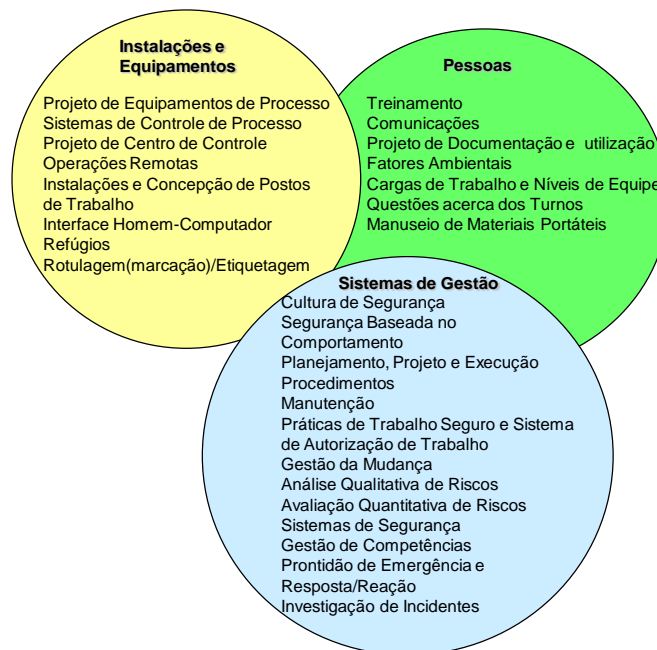 Instalações e
Equipamentos
Projeto de Equipamentos de Processo
Sistemas de Controle de Processo
Projeto de Centro de Controle
Operações Remotas
Instalações e Concepção de Postos
de Trabalho
Interface Homem-Computador
Refúgios
Rotulagem(marcação)/Etiquetagem
Pessoas
Treinamento
Comunicações
Projeto de Documentação e utilização
Fatores Ambientais
Cargas de Trabalho e Níveis de Equipe
Questões acerca dos Turnos
Manuseio de Materiais Portáteis
Sistemas de Gestão
Cultura de Segurança
Segurança Baseada no
Comportamento
Planejamento, Projeto e Execução
Procedimentos
Manutenção
Práticas de Trabalho Seguro e Sistema
de Autorização de Trabalho
Gestão da Mudança
Análise Qualitativa de Riscos
Avaliação Quantitativa de Riscos
Sistemas de Segurança
Gestão de Competências
Prontidão de Emergência e
Resposta/Reação
Investigação de Incidentes